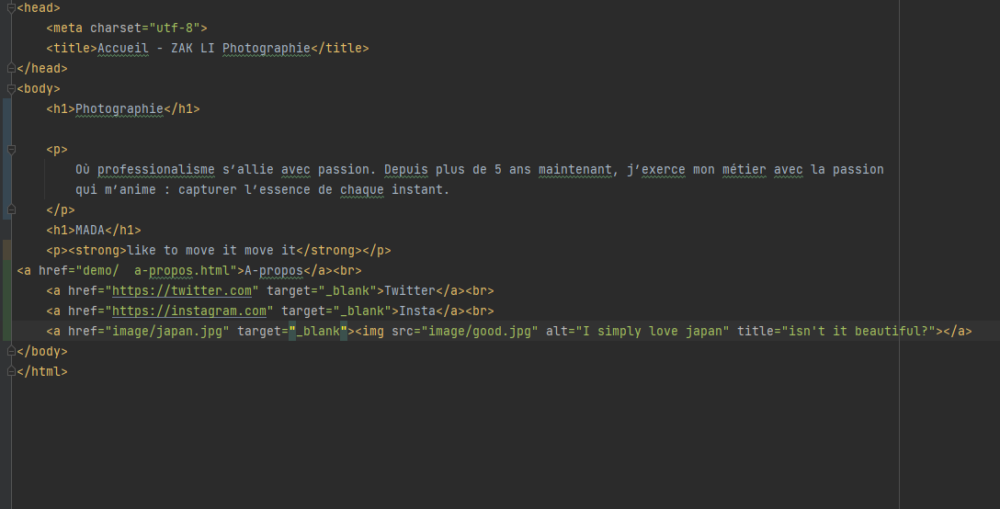 <head>
<meta charset="utf-8">
<title>Accueil - ZAK LI Photographie</title>
</head>
<body>
<h1>Photographie</h1>
<p>
Où professionalisme s’allie avec passion. Depuis plus de 5 ans maintenant, j’exerce mon métier avec la passion
qui m’anime : capturer l’essence de chaque instant.
</p>
<h1>MADA</h1>
<p><strong>like to move it move it</strong></p>
<a href="demo/  a-propos.html">A-propos</a><br>
<a href="https://twitter.com" target="_blank">Twitter</a><br>
<a href="https://instagram.com" target="_blank">Insta</a><br>
<a href="image/japan.jpg" target="_blank"><img src="image/good.jpg" alt="I simply love japan" title="isn't it beautiful?"></a>
</body>
</html>